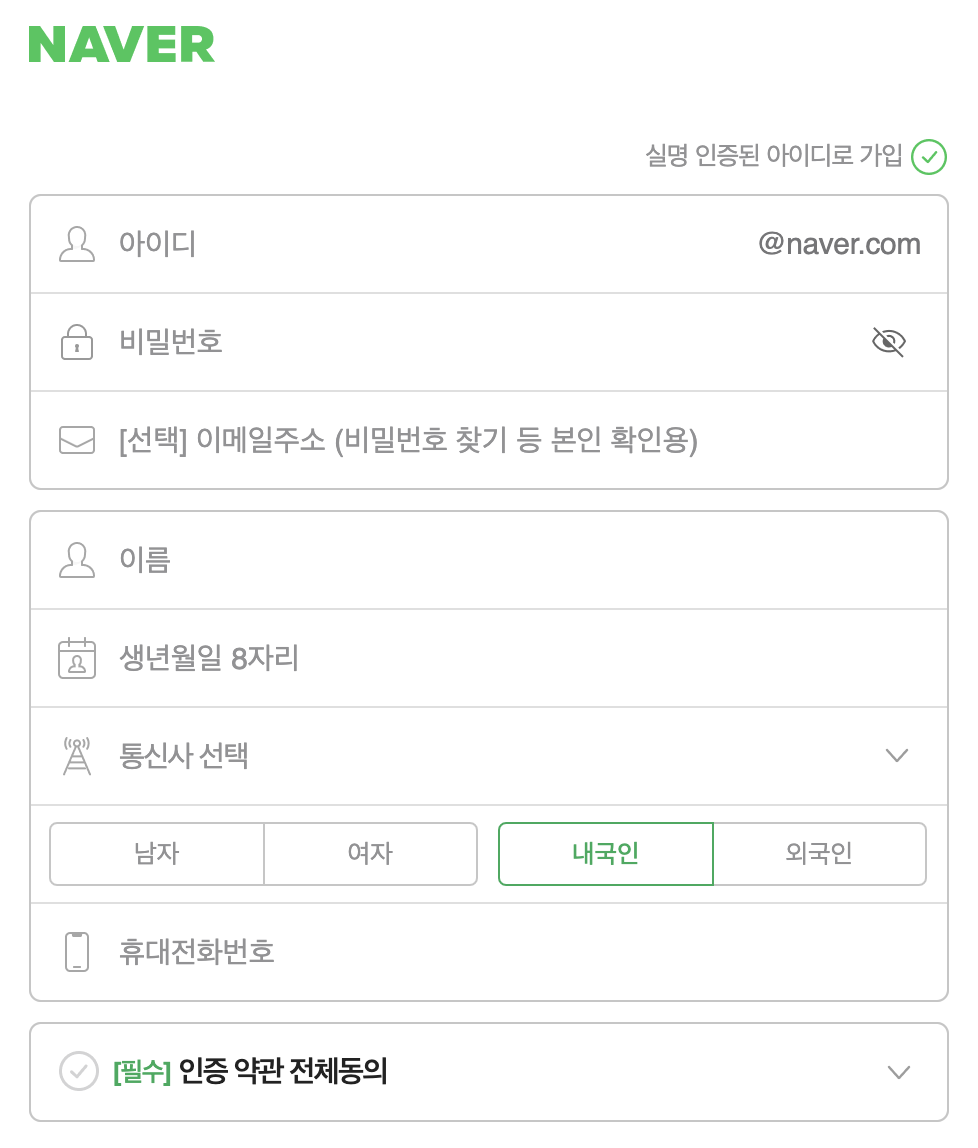 NAVER
실명 인증된 아이디로 가입
아이디 @naver.com
비밀번호
[선택] 이메일주소 (비밀번호 찾기 등 본인 확인용)
이름
생년월일 8자리
통신사 선택
남자 여자 내국인 외국인
휴대전화번호
[필수] 인증 약관 전체동의